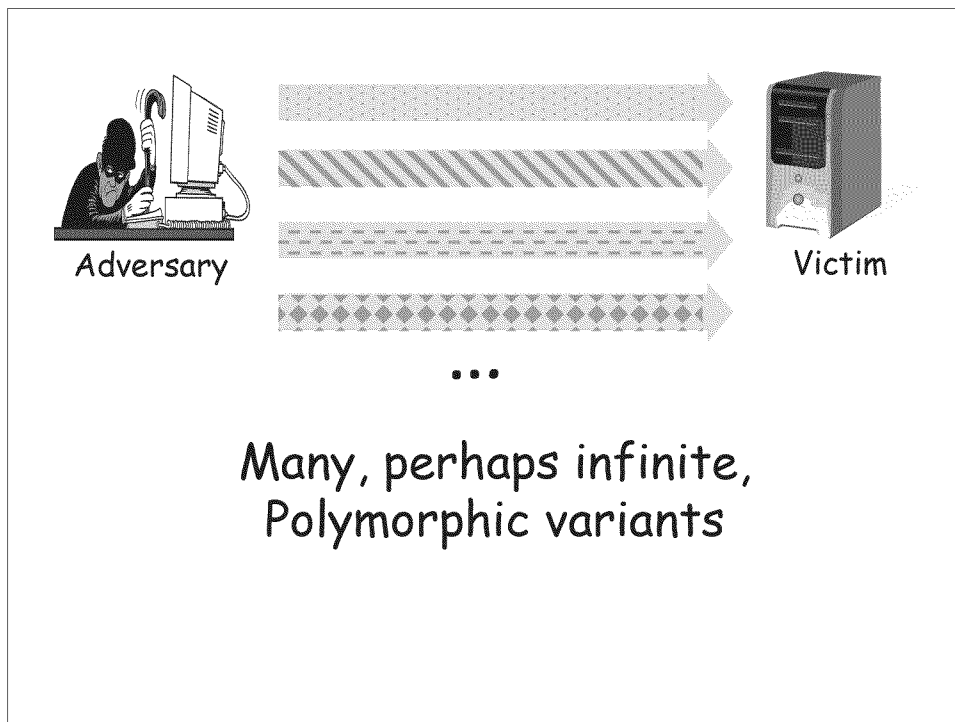 Adversary
Victim
...
Many, perhaps infinite,
Polymorphic variants